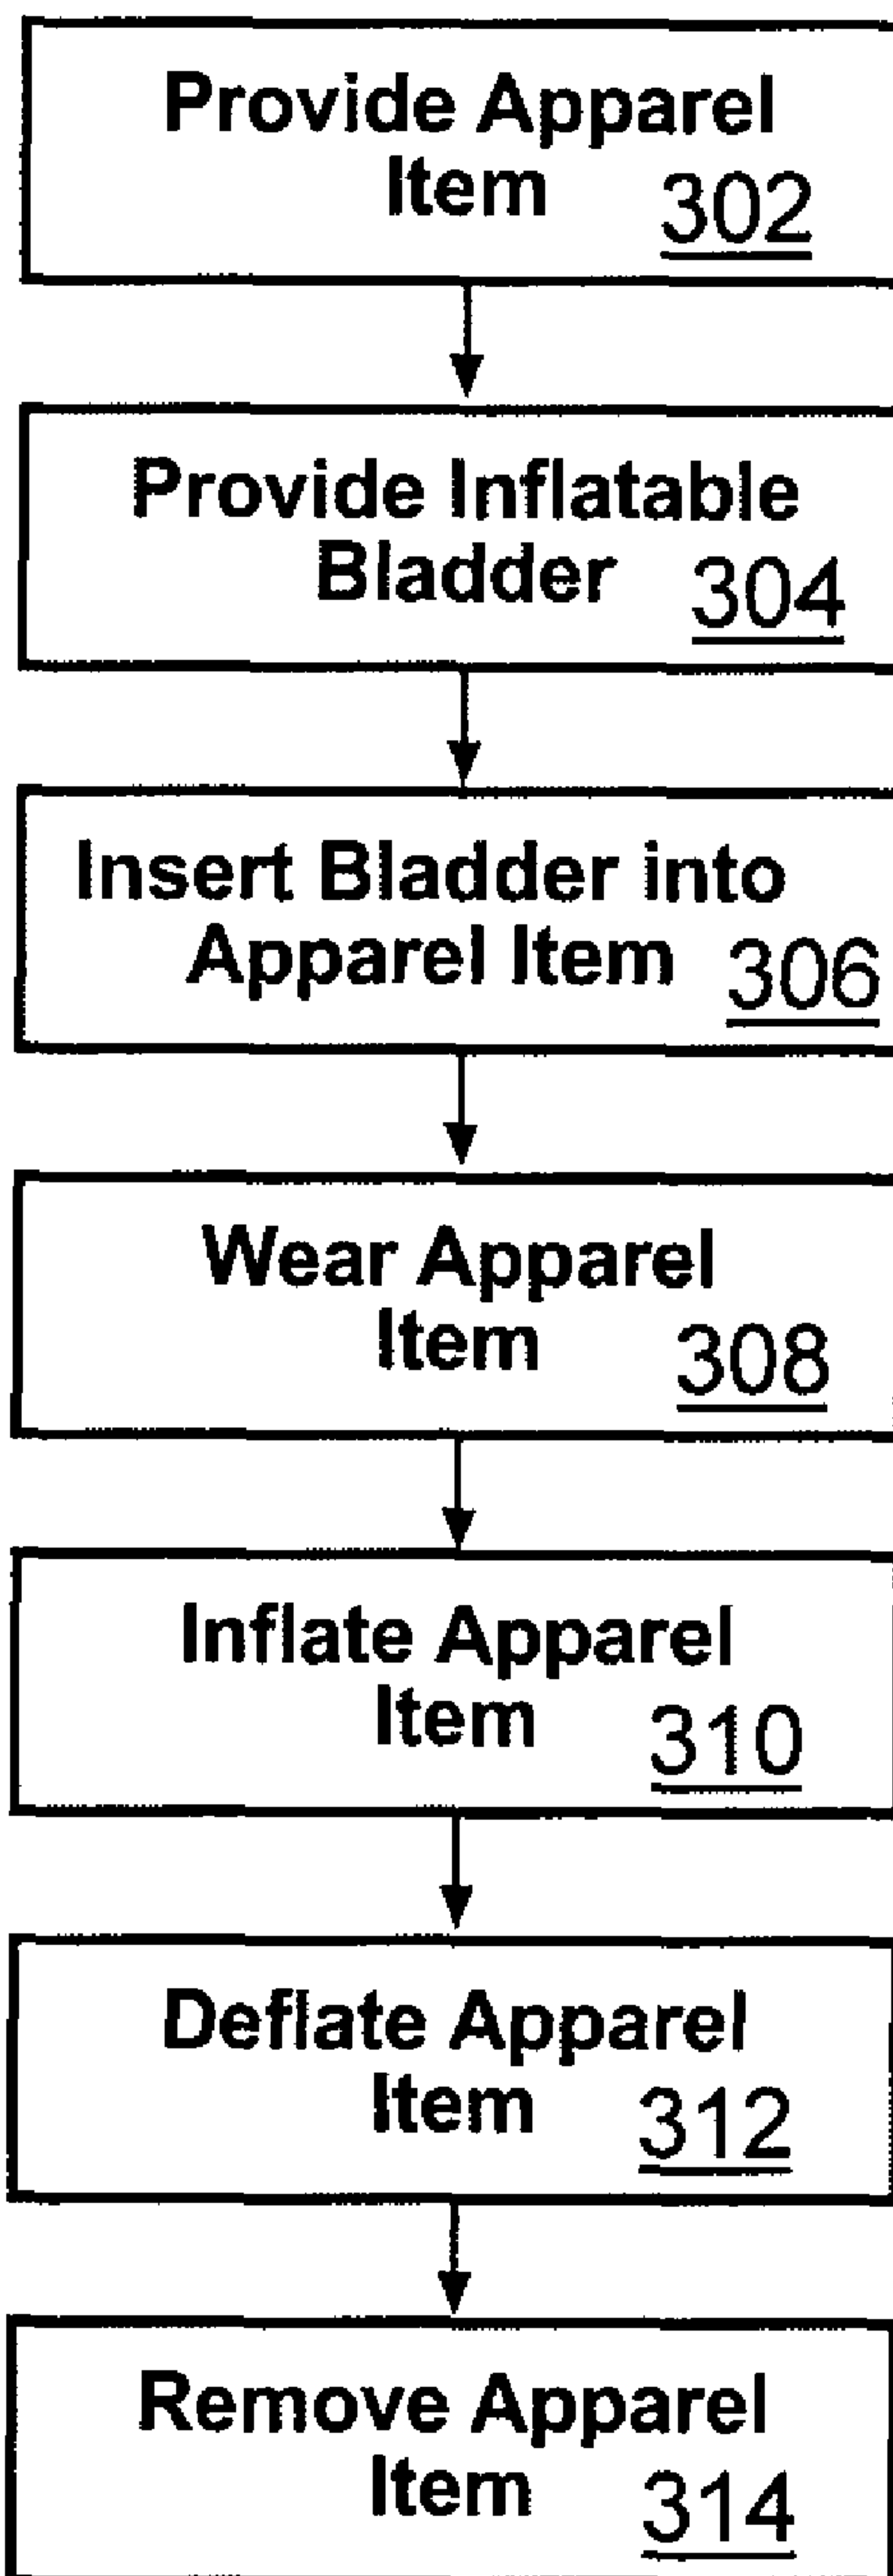 Provide Apparel
Item 302
Provide Inflatable
Bladder 304
Insert Bladder into
Apparel Item 306
Wear Apparel
Item 308
Inflate Apparel
Item 310
Deflate Apparel
Item 312
Remove Apparel
Item 314